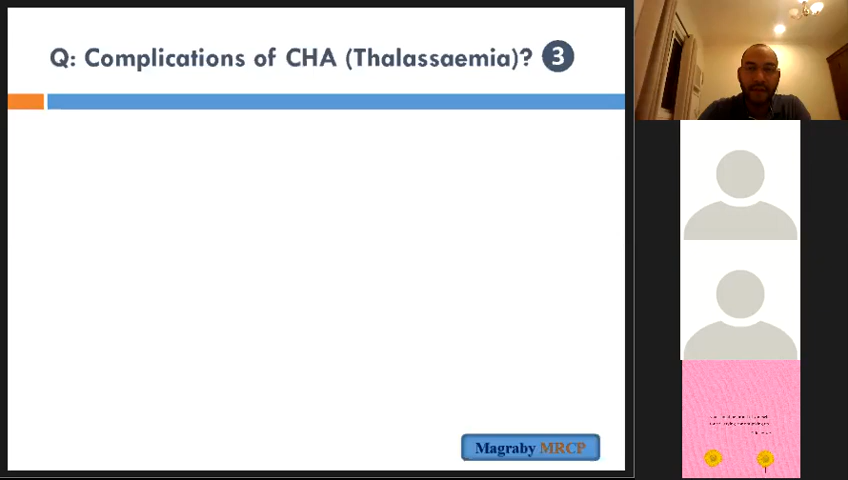 Q: Complications of CHA (Thalassaemia)? 3
Magraby MRCP